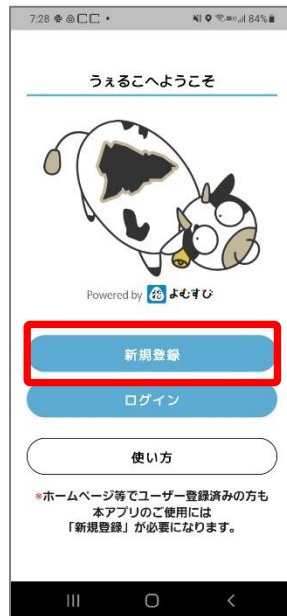 7:28
84%
うぇるこへようこそ
Powered by よむすび
新規登録
ログイン
使い方
※ホームページ等でユーザー登録済みの方も
本アプリのご使用には
「新規登録」が必要になります。